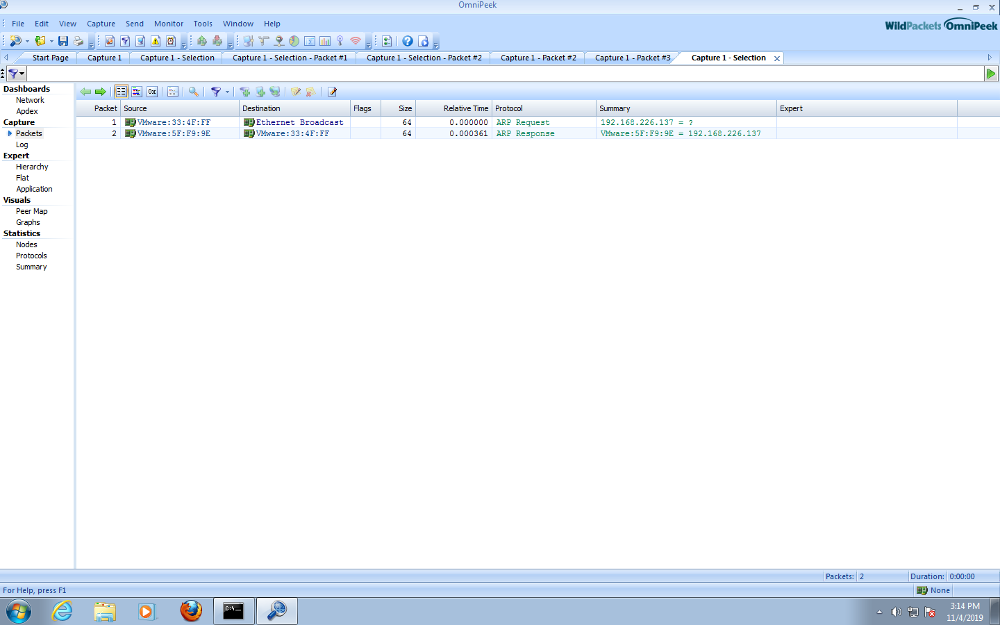 OmniPeek
File Edit View Capture Send Monitor Tools Window Help
WildPackets OmniPeek
Start Page Capture 1 Capture 1 - Selection Capture 1 - Selection - Packet #1 Capture 1 - Selection - Packet #2 Capture 1 - Packet #2 Capture 1 - Packet #3 Capture 1 - Selection
Dashboards
Network
Apdex
Capture
Packets
Log
Expert
Hierarchy
Flat
Application
Visuals
Peer Map
Graphs
Statistics
Nodes
Protocols
Summary
0x
Packet Source Destination Flags Size Relative Time Protocol Summary Expert
1 VMware:33:4F:FF Ethernet Broadcast 64 0.000000 ARP Request 192.168.226.137 = ?
2 VMware:5F:F9:9E VMware:33:4F:FF 64 0.000361 ARP Response VMware:5F:F9:9E = 192.168.226.137
Packets: 2 Duration: 0:00:00
For Help, press F1 None
C:\_
3:14 PM
11/4/2019